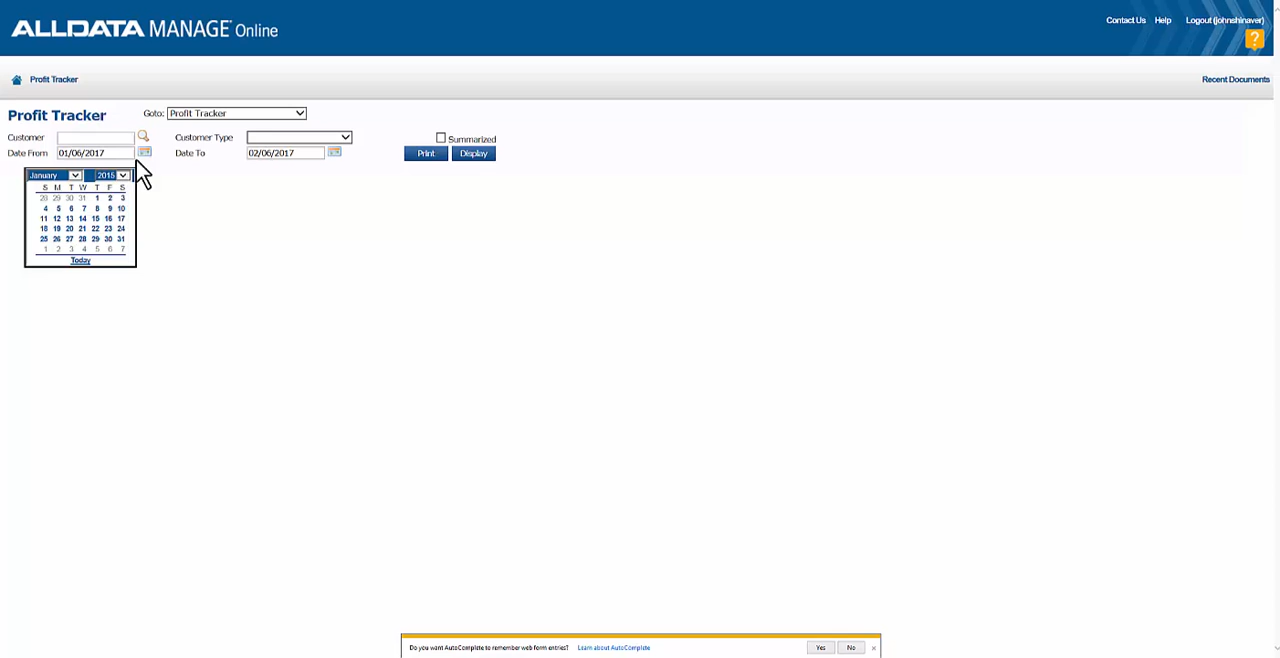 ALLDATA MANAGE Online
Contact Us Help Logout (johnshinaver)
?
Profit Tracker Recent Documents
Profit Tracker Goto: Profit Tracker
Customer Customer Type Summarized
Date From 01/06/2017 Date To 02/06/2017 Print Display
January 2015
S M T W T F S
28 29 30 31 1 2 3
4 5 6 7 8 9 10
11 12 13 14 15 16 17
18 19 20 21 22 23 24
25 26 27 28 29 30 31
1 2 3 4 5 6 7
Today
Do you want AutoComplete to remember web form entries? Learn about AutoComplete Yes No ×